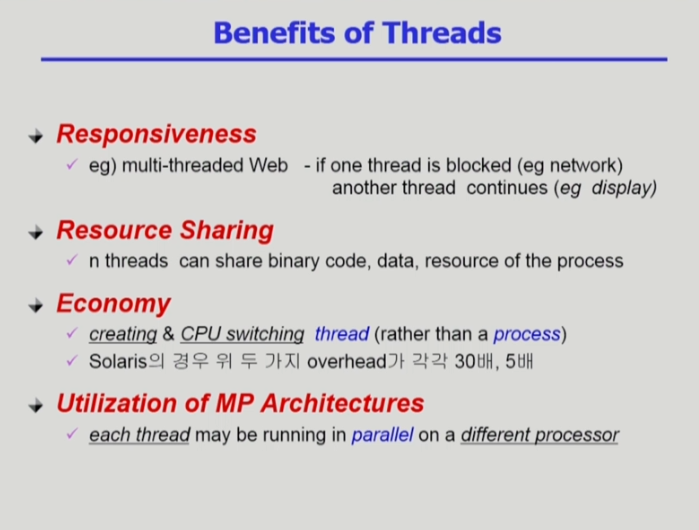 Benefits of Threads
Responsiveness
eg) multi-threaded Web - if one thread is blocked (eg network)
another thread continues (eg display)
Resource Sharing
n threads can share binary code, data, resource of the process
Economy
creating & CPU switching thread (rather than a process)
Solaris의 경우 위 두 가지 overhead가 각각 30배, 5배
Utilization of MP Architectures
each thread may be running in parallel on a different processor